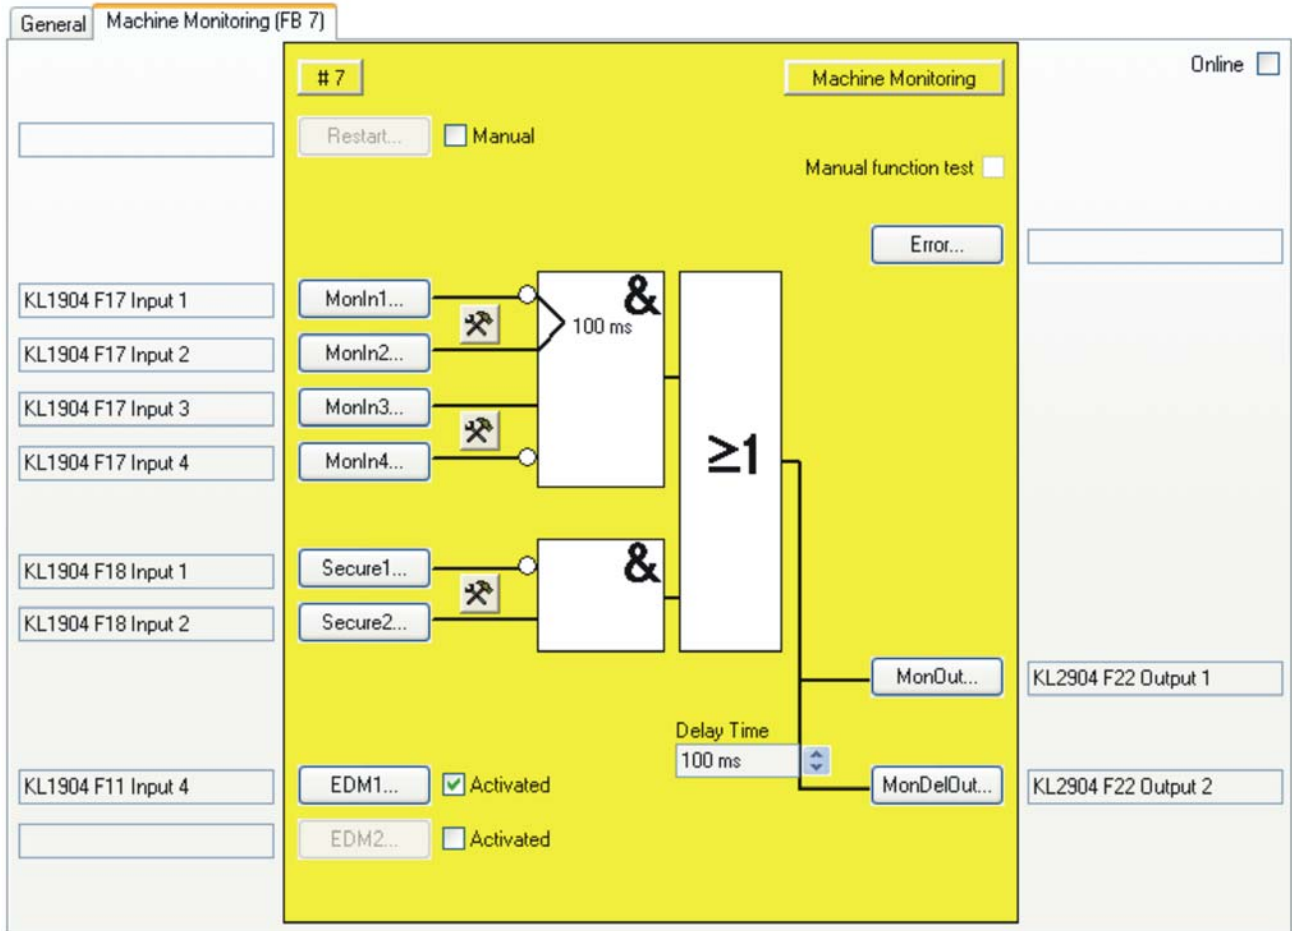 General
Machine Monitoring (FB 7)
# 7
Machine Monitoring
Online
Restart...
Manual
Manual function test
Error...
KL1904 F17 Input 1
MonIn1...
&
100 ms
KL1904 F17 Input 2
MonIn2...
KL1904 F17 Input 3
MonIn3...
KL1904 F17 Input 4
MonIn4...
≥1
KL1904 F18 Input 1
Secure1...
&
KL1904 F18 Input 2
Secure2...
MonOut...
KL2904 F22 Output 1
Delay Time
100 ms
KL1904 F11 Input 4
EDM1...
Activated
MonDelOut...
KL2904 F22 Output 2
EDM2...
Activated